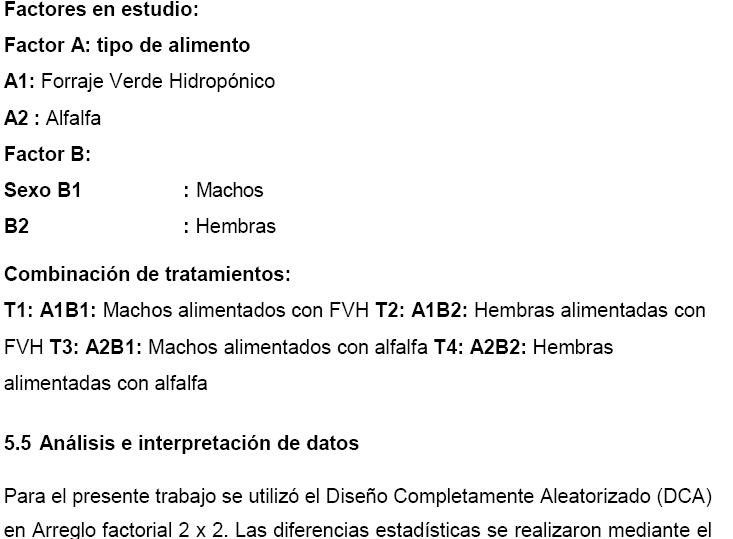 Factores en estudio:
Factor A: tipo de alimento
A1: Forraje Verde Hidropónico
A2 : Alfalfa
Factor B:
Sexo B1 : Machos
B2 : Hembras
Combinación de tratamientos:
T1: A1B1: Machos alimentados con FVH T2: A1B2: Hembras alimentadas con
FVH T3: A2B1: Machos alimentados con alfalfa T4: A2B2: Hembras
alimentadas con alfalfa
5.5 Análisis e interpretación de datos
Para el presente trabajo se utilizó el Diseño Completamente Aleatorizado (DCA)
en Arreglo factorial 2 x 2. Las diferencias estadísticas se realizaron mediante el